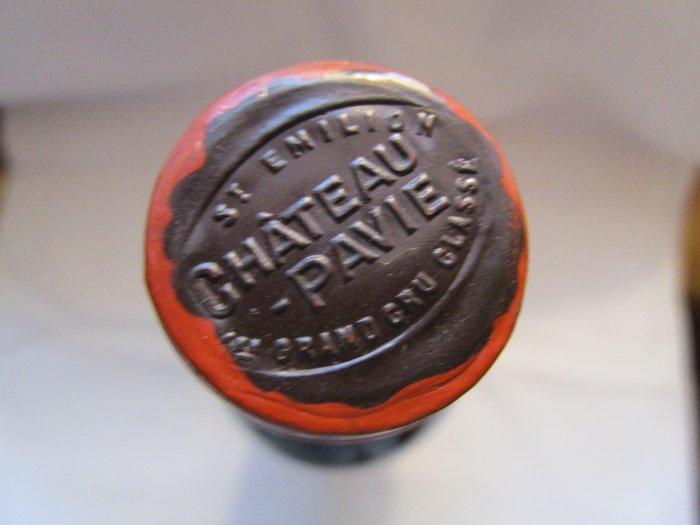 ST EMILION
CHÂTEAU
-PAVIE
1ER GRAND CRU CLASSÉ